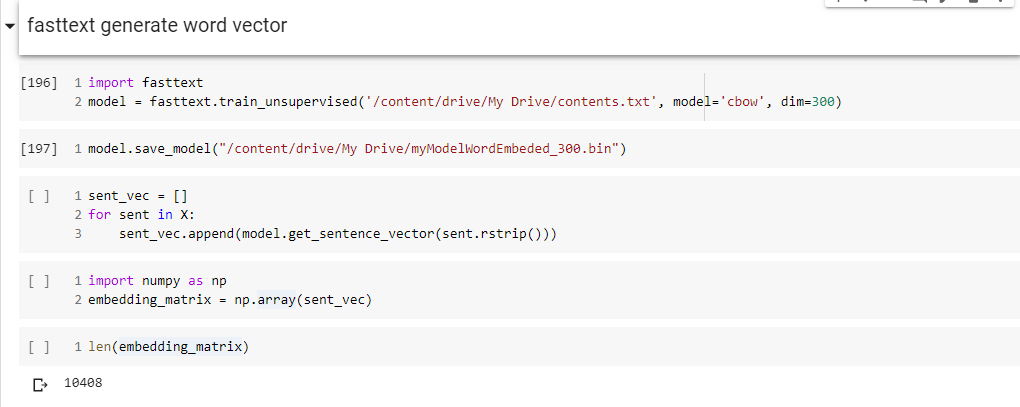 fasttext generate word vector
[196] 1 import fasttext
2 model = fasttext.train_unsupervised('/content/drive/My Drive/contents.txt', model='cbow', dim=300)
[197] 1 model.save_model("/content/drive/My Drive/myModelWordEmbeded_300.bin")
[ ] 1 sent_vec = []
2 for sent in X:
3     sent_vec.append(model.get_sentence_vector(sent.rstrip()))
[ ] 1 import numpy as np
2 embedding_matrix = np.array(sent_vec)
[ ] 1 len(embedding_matrix)
10408